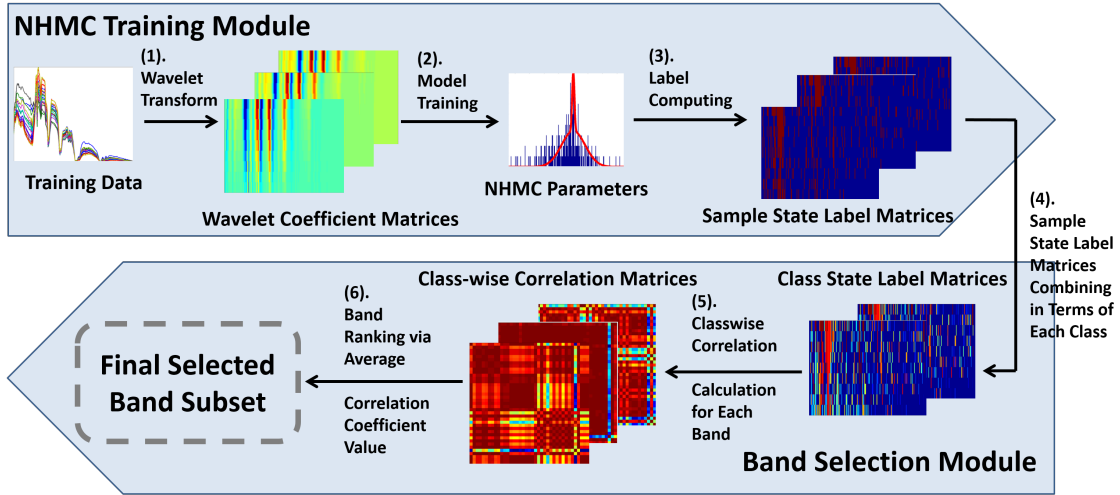 NHMC Training Module
(1).
Wavelet
Transform
(2).
Model
Training
(3).
Label
Computing
Training Data
Wavelet Coefficient Matrices
NHMC Parameters
Sample State Label Matrices
(4).
Sample
State Label
Matrices
Combining
in Terms of
Each Class
Class-wise Correlation Matrices
Class State Label Matrices
(5).
Classwise
Correlation
Calculation
for Each
Band
(6).
Band
Ranking via
Average
Correlation
Coefficient
Value
Final Selected
Band Subset
Band Selection Module